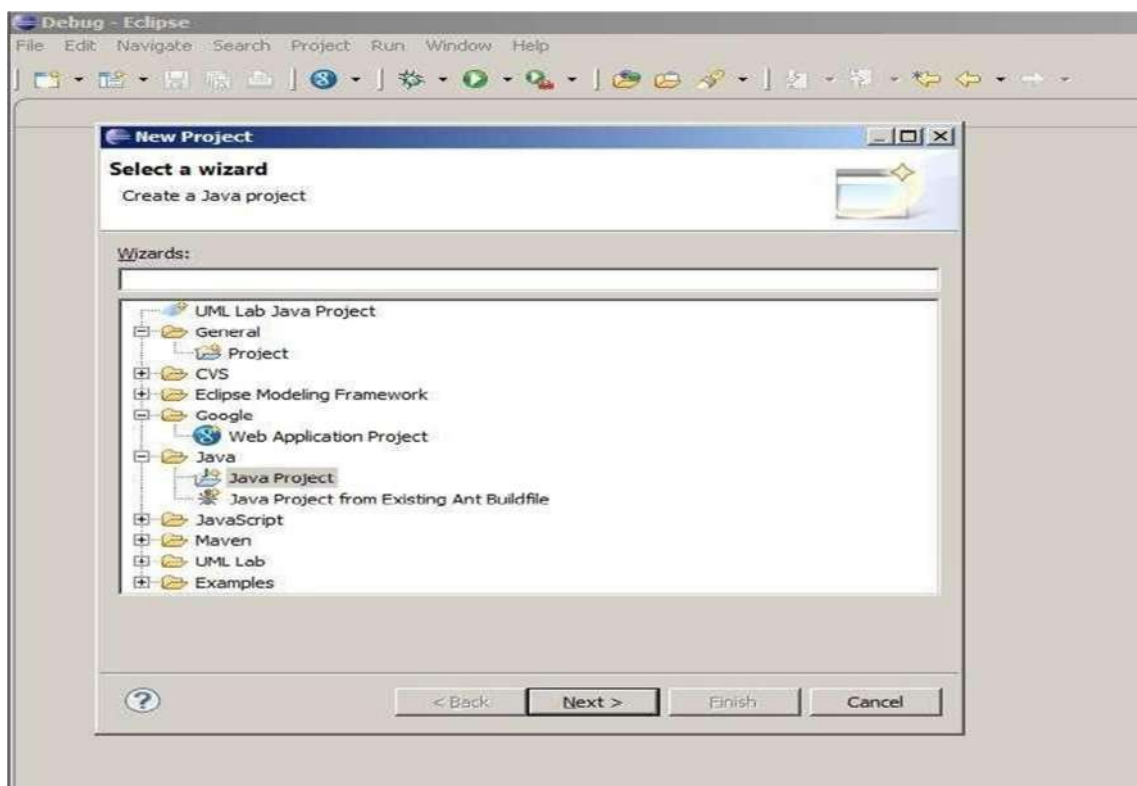 Debug - Eclipse
File Edit Navigate Search Project Run Window Help
New Project
Select a wizard
Create a Java project
Wizards:
UML Lab Java Project
General
Project
CVS
Eclipse Modeling Framework
Google
Web Application Project
Java
Java Project
Java Project from Existing Ant Buildfile
JavaScript
Maven
UML Lab
Examples
?
< Back Next > Finish Cancel